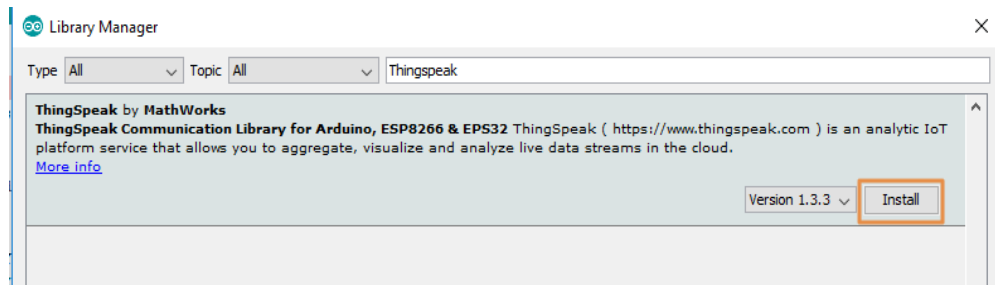 Library Manager
Type All Topic All Thingspeak
ThingSpeak by MathWorks
ThingSpeak Communication Library for Arduino, ESP8266 & EPS32 ThingSpeak ( https://www.thingspeak.com ) is an analytic IoT
platform service that allows you to aggregate, visualize and analyze live data streams in the cloud.
More info
Version 1.3.3 Install